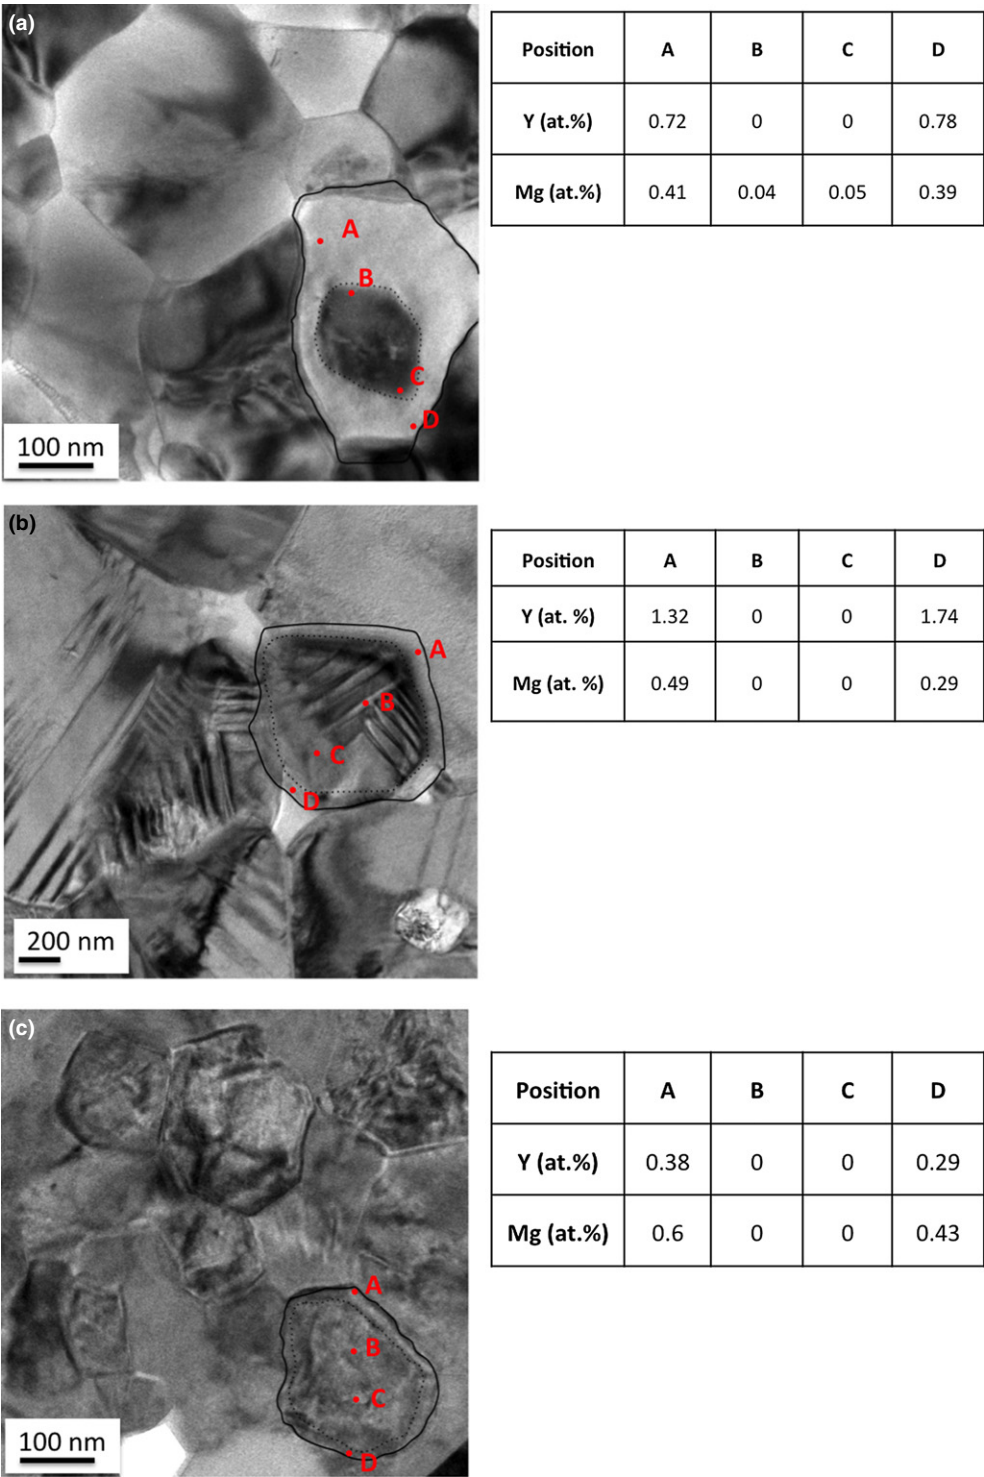 (a)
A
B
C
D
100 nm
Position A B C D
Y (at.%) 0.72 0 0 0.78
Mg (at.%) 0.41 0.04 0.05 0.39
(b)
A
B
C
D
200 nm
Position A B C D
Y (at. %) 1.32 0 0 1.74
Mg (at. %) 0.49 0 0 0.29
(c)
A
B
C
D
100 nm
Position A B C D
Y (at.%) 0.38 0 0 0.29
Mg (at.%) 0.6 0 0 0.43